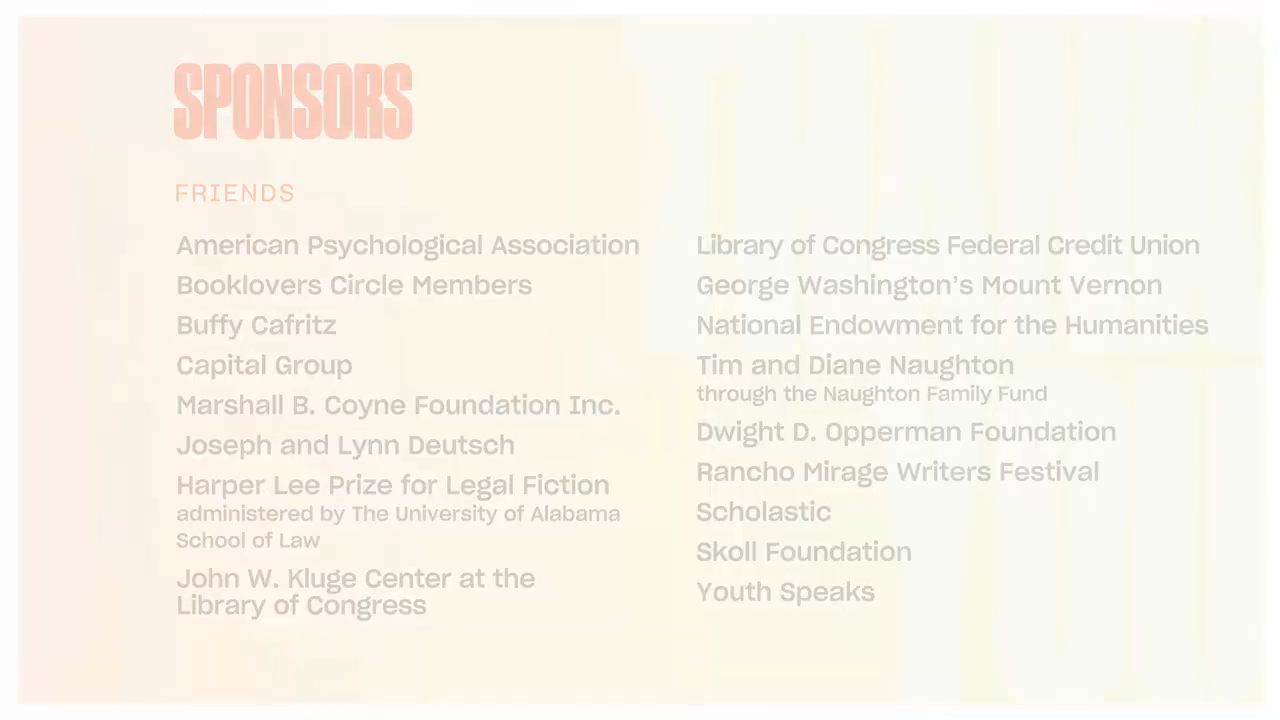 SPONSORS
FRIENDS
American Psychological Association
Booklovers Circle Members
Buffy Cafritz
Capital Group
Marshall B. Coyne Foundation Inc.
Joseph and Lynn Deutsch
Harper Lee Prize for Legal Fiction
administered by The University of Alabama
School of Law
John W. Kluge Center at the
Library of Congress
Library of Congress Federal Credit Union
George Washington’s Mount Vernon
National Endowment for the Humanities
Tim and Diane Naughton
through the Naughton Family Fund
Dwight D. Opperman Foundation
Rancho Mirage Writers Festival
Scholastic
Skoll Foundation
Youth Speaks